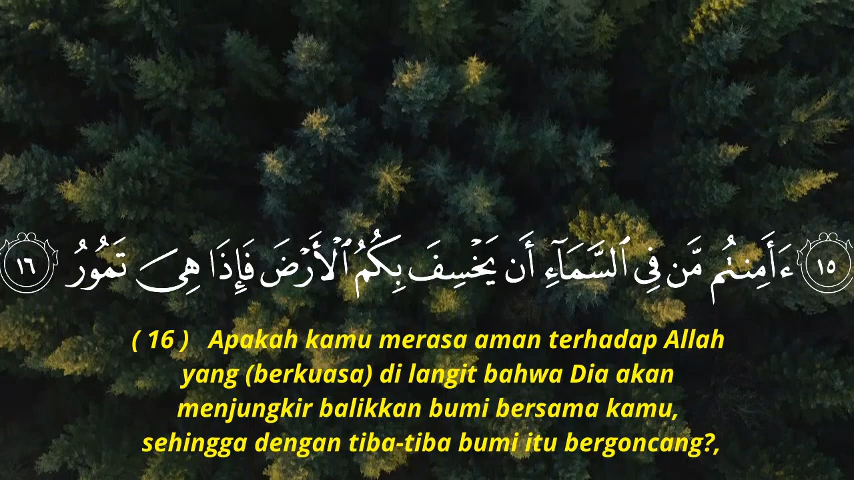 ١٥ ءَأَمِنتُم مَّن فِى ٱلسَّمَآءِ أَن يَخْسِفَ بِكُمُ ٱلْأَرْضَ فَإِذَا هِىَ تَمُورُ ١٦
( 16 ) Apakah kamu merasa aman terhadap Allah
yang (berkuasa) di langit bahwa Dia akan
menjungkir balikkan bumi bersama kamu,
sehingga dengan tiba-tiba bumi itu bergoncang?,